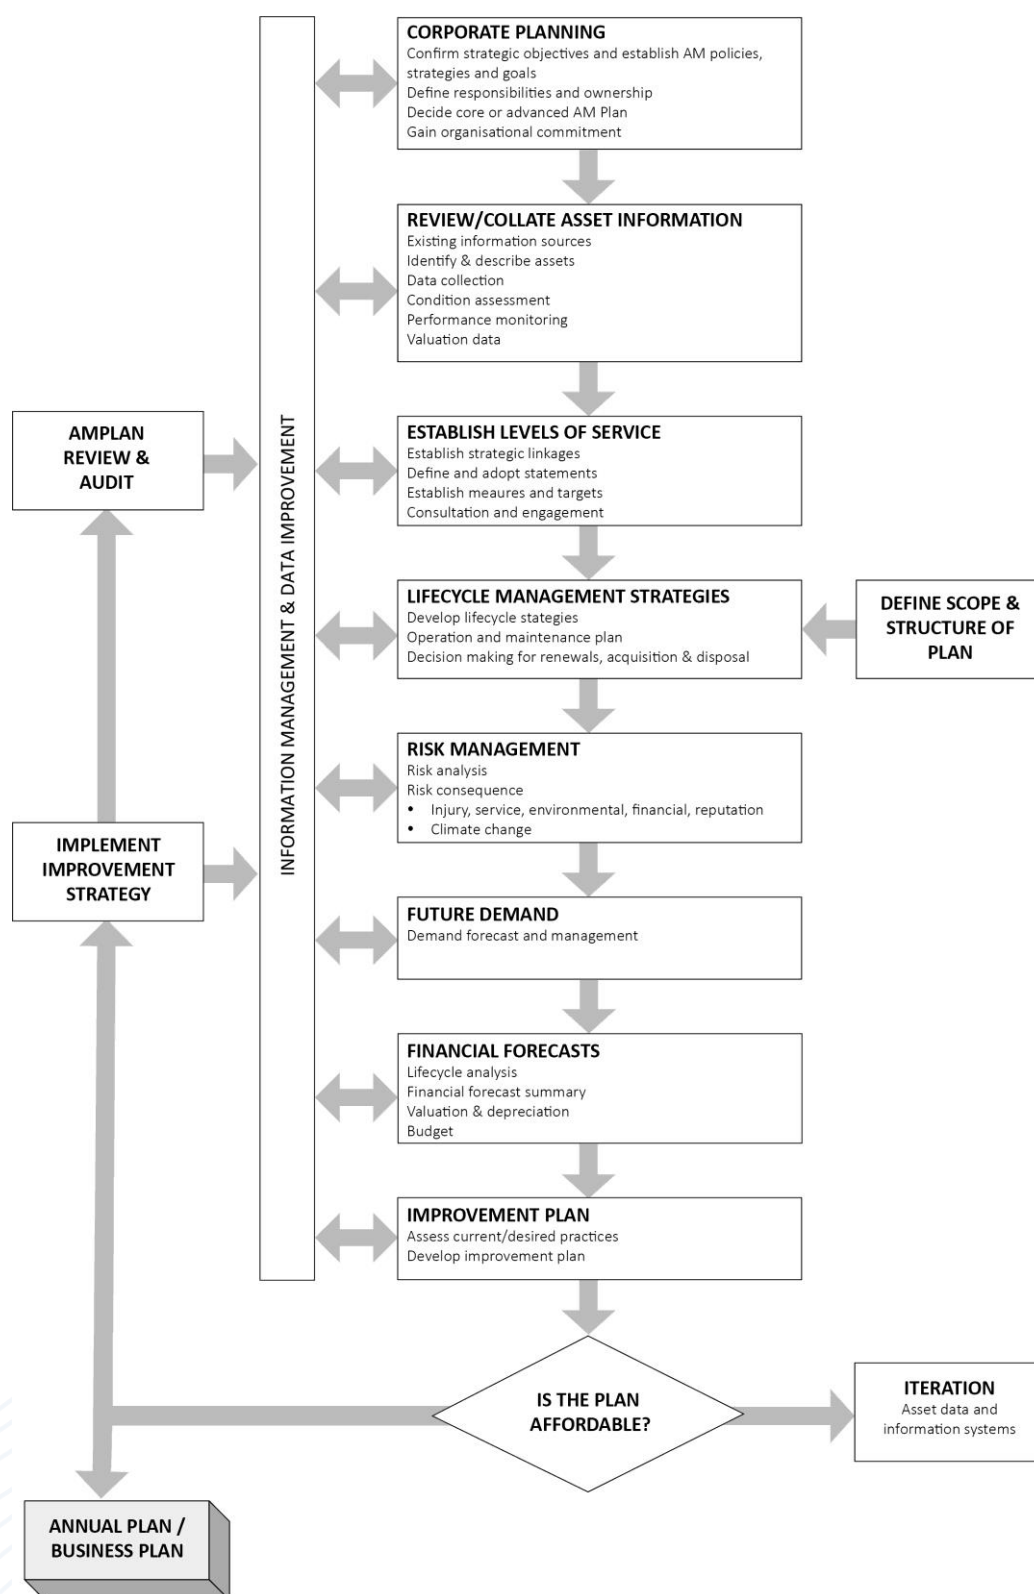 CORPORATE PLANNING
Confirm strategic objectives and establish AM policies,
strategies and goals
Define responsibilities and ownership
Decide core or advanced AM Plan
Gain organisational commitment
REVIEW/COLLATE ASSET INFORMATION
Existing information sources
Identify & describe assets
Data collection
Condition assessment
Performance monitoring
Valuation data
AMPLAN
REVIEW &
AUDIT
INFORMATION MANAGEMENT & DATA IMPROVEMENT
ESTABLISH LEVELS OF SERVICE
Establish strategic linkages
Define and adopt statements
Establish meaures and targets
Consultation and engagement
LIFECYCLE MANAGEMENT STRATEGIES
Develop lifecycle stategies
Operation and maintenance plan
Decision making for renewals, acquisition & disposal
DEFINE SCOPE &
STRUCTURE OF
PLAN
RISK MANAGEMENT
Risk analysis
Risk consequence
• Injury, service, environmental, financial, reputation
• Climate change
IMPLEMENT
IMPROVEMENT
STRATEGY
FUTURE DEMAND
Demand forecast and management
FINANCIAL FORECASTS
Lifecycle analysis
Financial forecast summary
Valuation & depreciation
Budget
IMPROVEMENT PLAN
Assess current/desired practices
Develop improvement plan
IS THE PLAN
AFFORDABLE?
ITERATION
Asset data and
information systems
ANNUAL PLAN /
BUSINESS PLAN